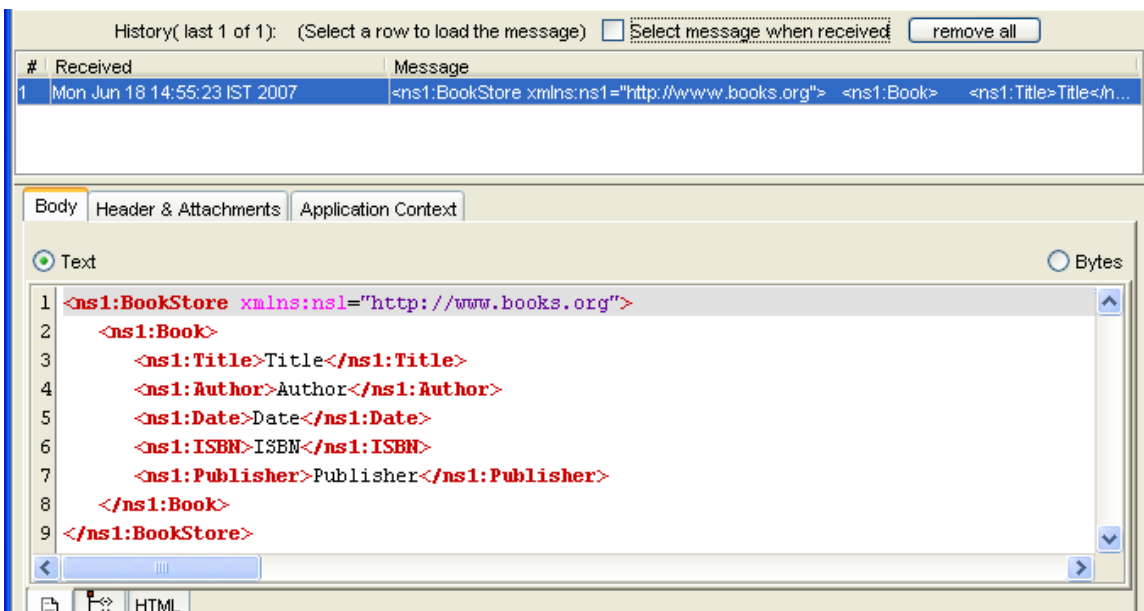 History( last 1 of 1): (Select a row to load the message) Select message when received remove all
# Received Message
1 Mon Jun 18 14:55:23 IST 2007 <ns1:BookStore xmlns:ns1="http://www.books.org"> <ns1:Book> <ns1:Title>Title</n...
Body Header & Attachments Application Context
Text Bytes
1 <ns1:BookStore xmlns:ns1="http://www.books.org">
2 <ns1:Book>
3 <ns1:Title>Title</ns1:Title>
4 <ns1:Author>Author</ns1:Author>
5 <ns1:Date>Date</ns1:Date>
6 <ns1:ISBN>ISBN</ns1:ISBN>
7 <ns1:Publisher>Publisher</ns1:Publisher>
8 </ns1:Book>
9 </ns1:BookStore>
HTML